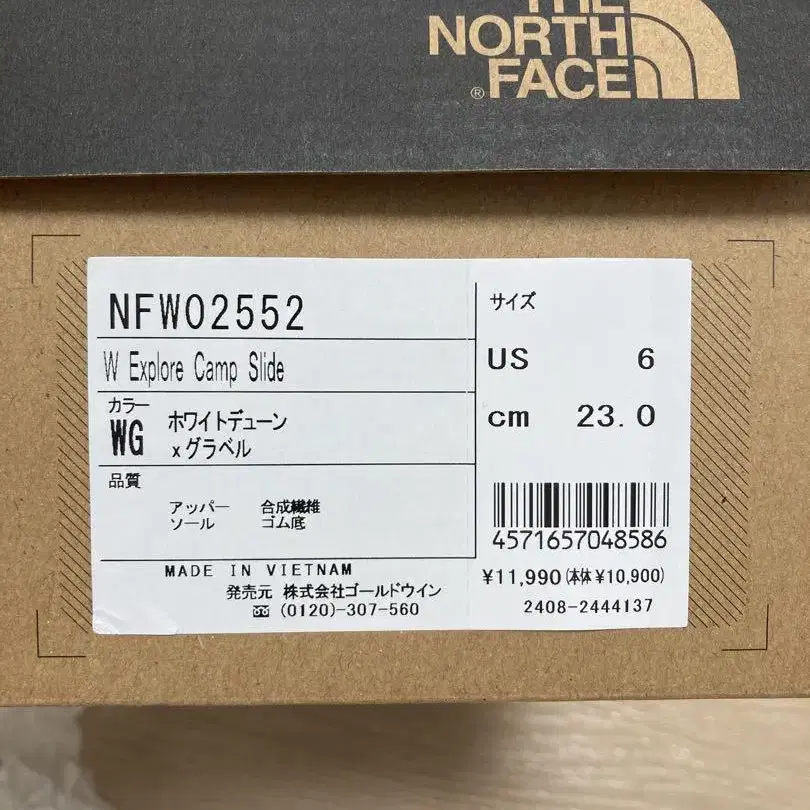 THE
NORTH
FACE®
NFW02552
W Explore Camp Slide
カラー
WG
ホワイトデューン
xグラベル
品質
アッパー 合成繊維
ソール ゴム底
MADE IN VIETNAM
発売元 株式会社ゴールドウイン
(0120)-307-560
サイズ
US 6
cm 23.0
4571657048586
¥11,990(本体¥10,900)
2408-2444137